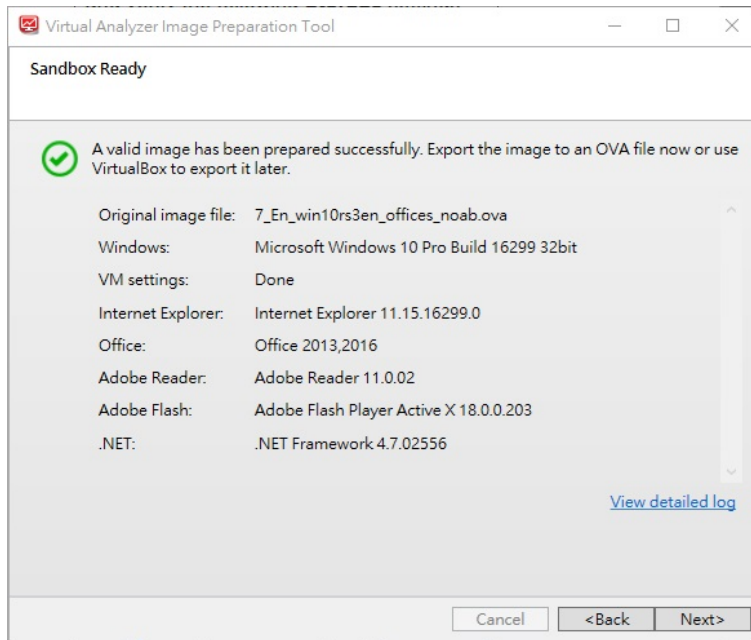 Virtual Analyzer Image Preparation Tool
Sandbox Ready
A valid image has been prepared successfully. Export the image to an OVA file now or use
VirtualBox to export it later.
Original image file: 7_En_win10rs3en_offices_noab.ova
Windows: Microsoft Windows 10 Pro Build 16299 32bit
VM settings: Done
Internet Explorer: Internet Explorer 11.15.16299.0
Office: Office 2013,2016
Adobe Reader: Adobe Reader 11.0.02
Adobe Flash: Adobe Flash Player Active X 18.0.0.203
.NET: .NET Framework 4.7.02556
View detailed log
Cancel <Back Next>